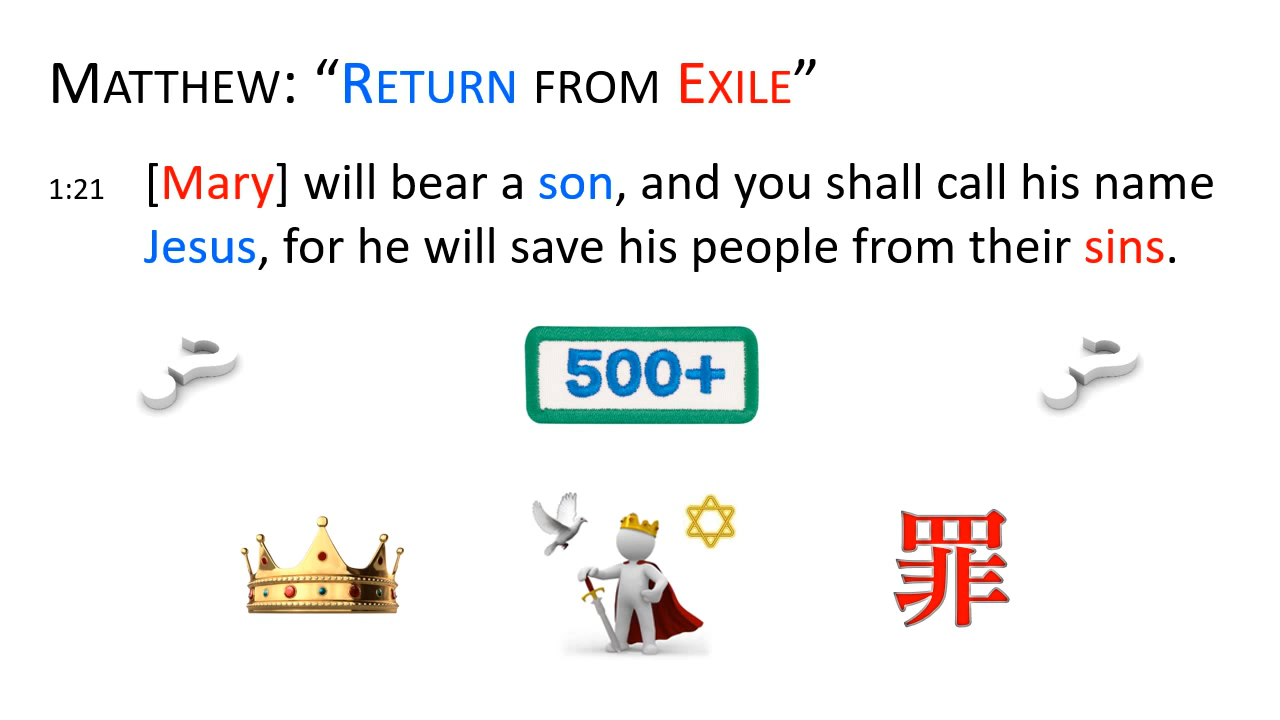 Matthew: “Return from Exile”
1:21 [Mary] will bear a son, and you shall call his name
Jesus, for he will save his people from their sins.
? 500+ ?
罪